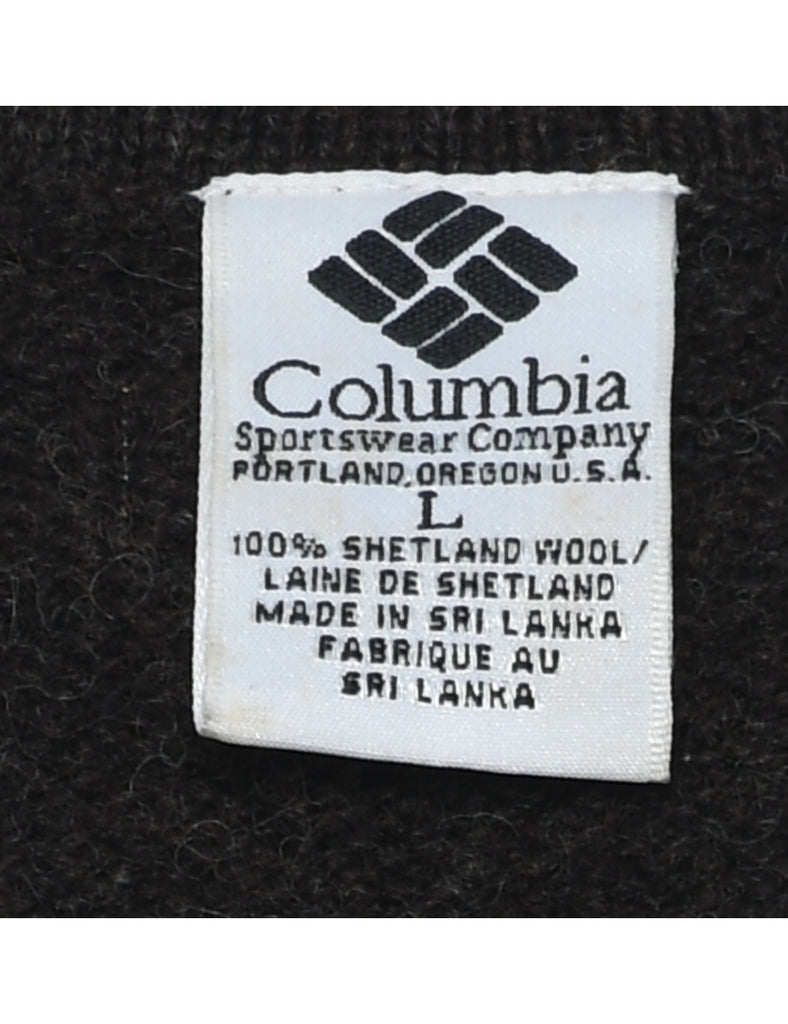 Columbia
Sportswear Company
PORTLAND, OREGON U.S.A.
L
100% SHETLAND WOOL/
LAINE DE SHETLAND
MADE IN SRI LANKA
FABRIQUE AU
SRI LANKA